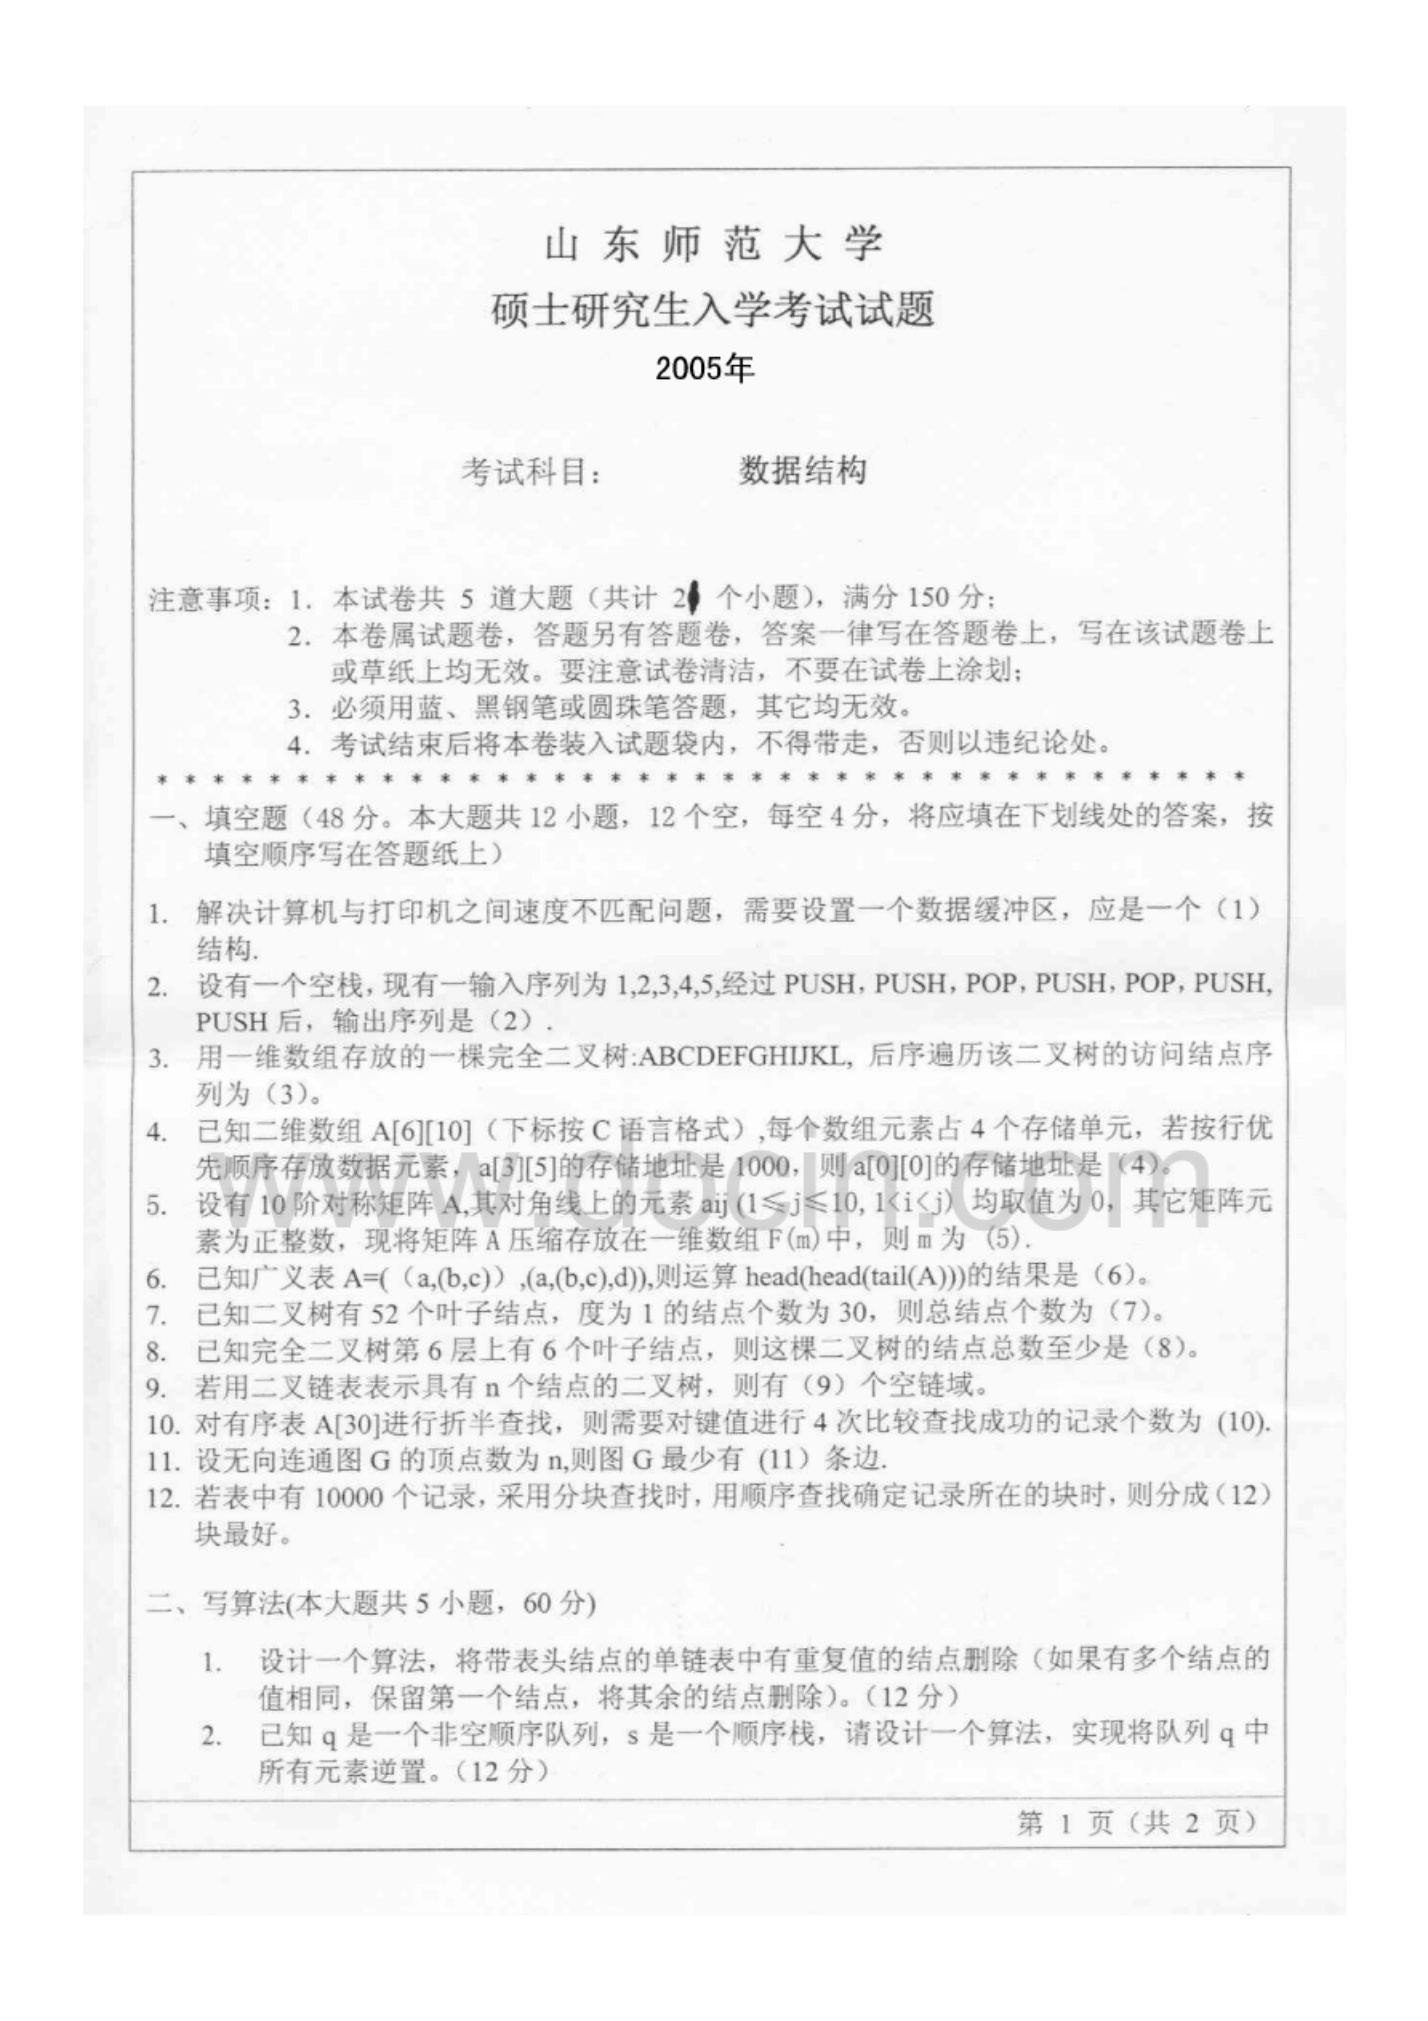 山东师范大学
硕士研究生入学考试试题
2005年
考试科目： 数据结构
注意事项：1. 本试卷共 5 道大题（共计 2 个小题），满分 150 分；
2. 本卷属试题卷，答题另有答题卷，答案一律写在答题卷上，写在该试题卷上
或草纸上均无效。要注意试卷清洁，不要在试卷上涂划；
3. 必须用蓝、黑钢笔或圆珠笔答题，其它均无效。
4. 考试结束后将本卷装入试题袋内，不得带走，否则以违纪论处。
* * * * * * * * * * * * * * * * * * * * * * * * * * * * * * * * * * * * * * *
一、填空题（48 分。本大题共 12 小题，12 个空，每空 4 分，将应填在下划线处的答案，按
填空顺序写在答题纸上）
1. 解决计算机与打印机之间速度不匹配问题，需要设置一个数据缓冲区，应是一个（1）
结构.
2. 设有一个空栈，现有一输入序列为 1,2,3,4,5,经过 PUSH，PUSH，POP，PUSH，POP，PUSH，
PUSH 后，输出序列是（2）.
3. 用一维数组存放的一棵完全二叉树:ABCDEFGHIJKL, 后序遍历该二叉树的访问结点序
列为（3）。
4. 已知二维数组 A[6][10]（下标按 C 语言格式）,每个数组元素占 4 个存储单元，若按行优
先顺序存放数据元素，a[3][5]的存储地址是 1000，则 a[0][0]的存储地址是（4）。
5. 设有 10 阶对称矩阵 A,其对角线上的元素 aij (1≤j≤10, 1<i<j) 均取值为 0，其它矩阵元
素为正整数，现将矩阵 A 压缩存放在一维数组 F(m)中，则 m 为 (5).
6. 已知广义表 A=(（a,(b,c)）,(a,(b,c),d)),则运算 head(head(tail(A)))的结果是（6）。
7. 已知二叉树有 52 个叶子结点，度为 1 的结点个数为 30，则总结点个数为（7）。
8. 已知完全二叉树第 6 层上有 6 个叶子结点，则这棵二叉树的结点总数至少是（8）。
9. 若用二叉链表表示具有 n 个结点的二叉树，则有（9）个空链域。
10. 对有序表 A[30]进行折半查找，则需要对键值进行 4 次比较查找成功的记录个数为 (10).
11. 设无向连通图 G 的顶点数为 n,则图 G 最少有 (11）条边.
12. 若表中有 10000 个记录，采用分块查找时，用顺序查找确定记录所在的块时，则分成（12）
块最好。
二、写算法(本大题共 5 小题，60 分)
1. 设计一个算法，将带表头结点的单链表中有重复值的结点删除（如果有多个结点的
值相同，保留第一个结点，将其余的结点删除）。（12 分）
2. 已知 q 是一个非空顺序队列，s 是一个顺序栈，请设计一个算法，实现将队列 q 中
所有元素逆置。（12 分）
第 1 页（共 2 页）
www.docin.com